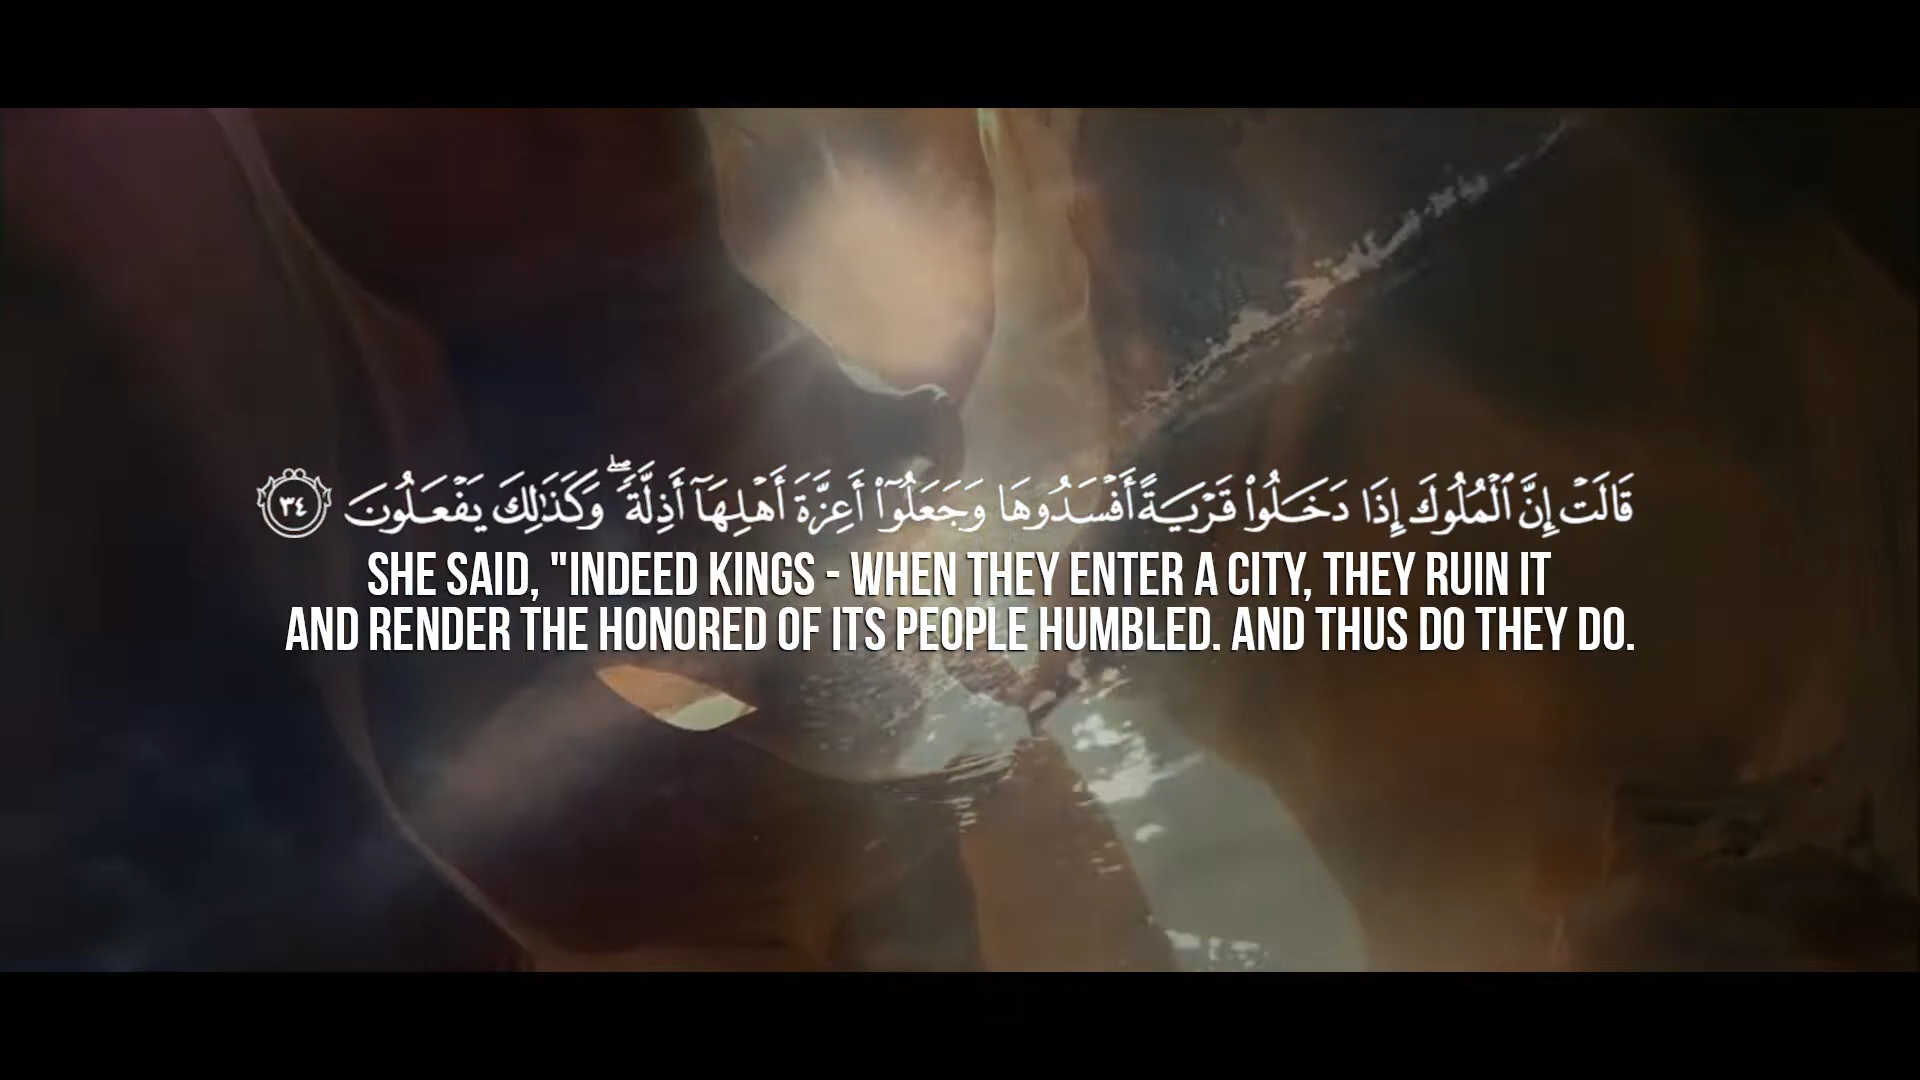 قَالَتْ إِنَّ ٱلْمُلُوكَ إِذَا دَخَلُوا۟ قَرْيَةً أَفْسَدُوهَا وَجَعَلُوٓا۟ أَعِزَّةَ أَهْلِهَآ أَذِلَّةً ۖ وَكَذَٰلِكَ يَفْعَلُونَ ٣٤
SHE SAID, "INDEED KINGS - WHEN THEY ENTER A CITY, THEY RUIN IT
AND RENDER THE HONORED OF ITS PEOPLE HUMBLED. AND THUS DO THEY DO.